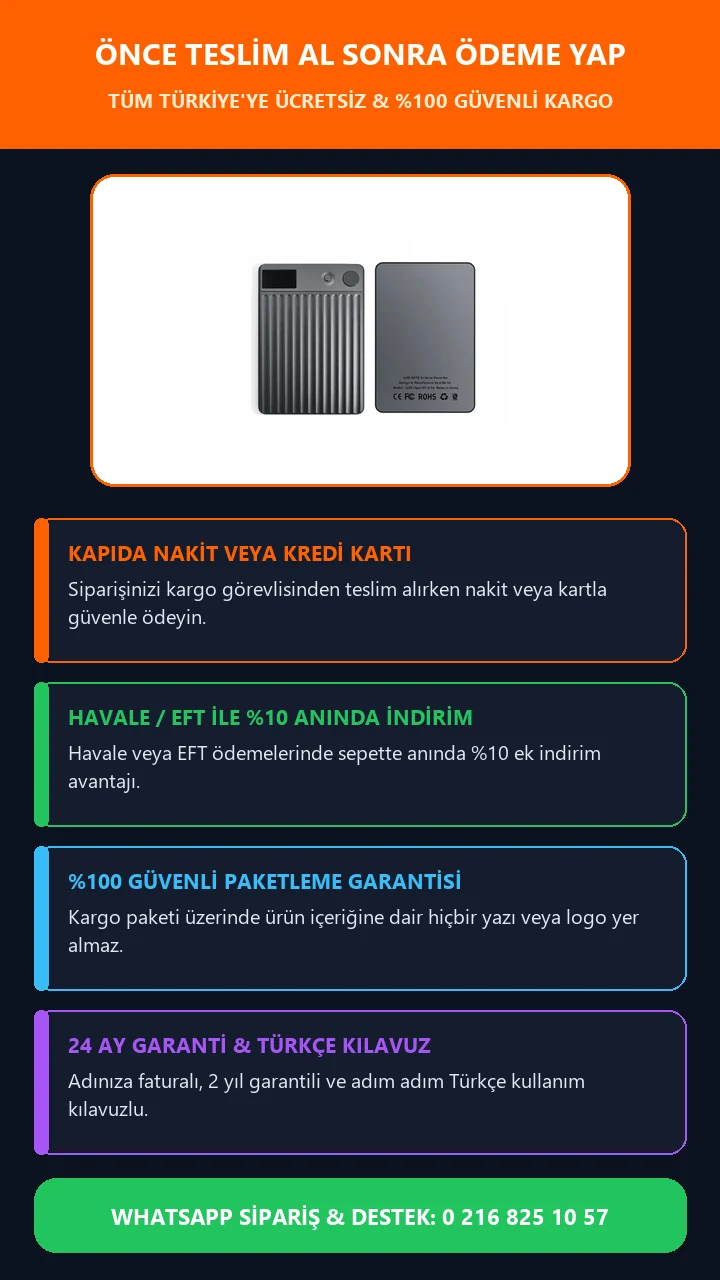 ÖNCE TESLİM AL SONRA ÖDEME YAP
TÜM TÜRKİYE'YE ÜCRETSİZ & %100 GÜVENLİ KARGO
CE FC ROHS
KAPIDA NAKİT VEYA KREDİ KARTI
Siparişinizi kargo görevlisinden teslim alırken nakit veya kartla
güvenle ödeyin.
HAVALE / EFT İLE %10 ANINDA İNDİRİM
Havale veya EFT ödemelerinde sepette anında %10 ek indirim
avantajı.
%100 GÜVENLİ PAKETLEME GARANTİSİ
Kargo paketi üzerinde ürün içeriğine dair hiçbir yazı veya logo yer
almaz.
24 AY GARANTİ & TÜRKÇE KILAVUZ
Adınıza faturalı, 2 yıl garantili ve adım adım Türkçe kullanım
kılavuzlu.
WHATSAPP SİPARİŞ & DESTEK: 0 216 825 10 57